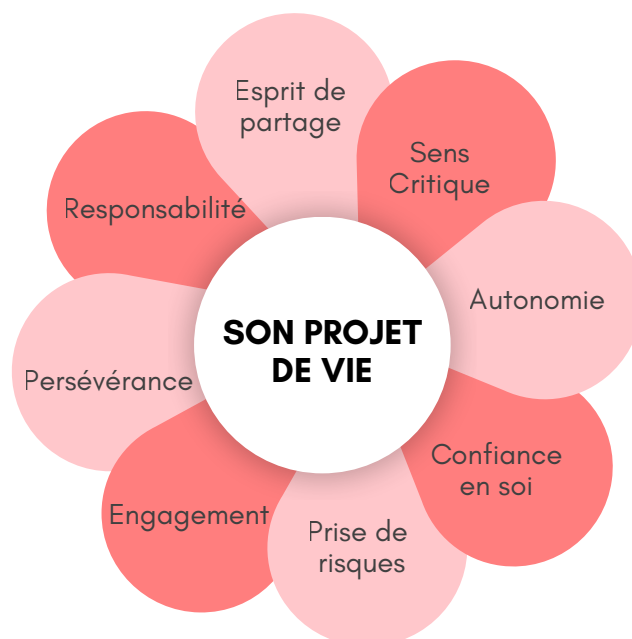 Esprit de
partage
Sens
Critique
Responsabilité
Autonomie
SON PROJET
DE VIE
Persévérance
Confiance
en soi
Engagement
Prise de
risques